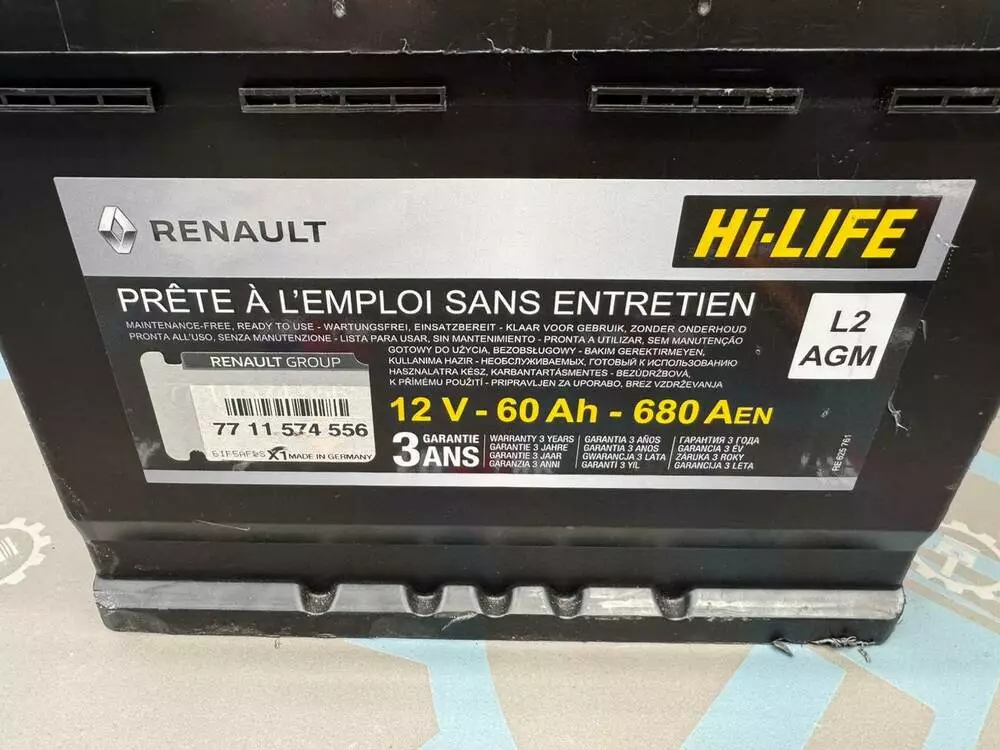 RENAULT
Hi-LIFE
PRÊTE À L'EMPLOI SANS ENTRETIEN
MAINTENANCE-FREE, READY TO USE - WARTUNGSFREI, EINSATZBEREIT - KLAAR VOOR GEBRUIK, ZONDER ONDERHOUD
PRONTA ALL'USO, SENZA MANUTENZIONE - LISTA PARA USAR, SIN MANTENIMIENTO - PRONTA A UTILIZAR, SEM MANUTENÇÃO
GOTOWY DO UŻYCIA, BEZOBSŁUGOWY - BAKIM GEREKTIRMEYEN,
KULLANIMA HAZIR - НЕОБСЛУЖИВАЕМЫХ, ГОТОВЫЙ К ИСПОЛЬЗОВАНИЮ
HASZNALATRA KÉSZ, KARBANTARTÁSMENTES - BEZÚDRŽBOVÁ,
K PŘÍMÉMU POUŽITÍ - PRIPRAVLJEN ZA UPORABO, BREZ VZDRŽEVANJA
L2
AGM
RENAULT GROUP
77 11 574 556
X1 MADE IN GERMANY
12 V - 60 Ah - 680 AEN
3 GARANTIE
ANS
WARRANTY 3 YEARS
GARANTIE 3 JAHRE
GARANTIE 3 JAAR
GARANZIA 3 ANNI
GARANTIA 3 AÑOS
GARANTIA 3 ANOS
GWARANCJA 3 LATA
GARANTI 3 YIL
ГАРАНТИЯ 3 ГОДА
GARANCIA 3 ÉV
ZÁRUKA 3 ROKY
GARANCIJA 3 LETA
RE 625 761